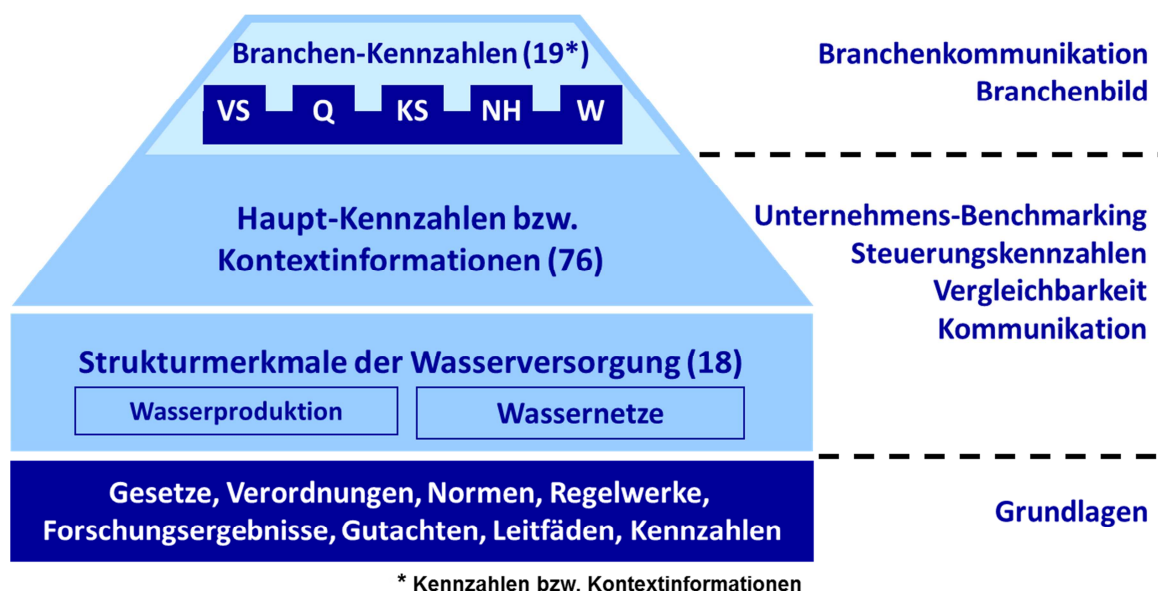 Branchen-Kennzahlen (19*)
VS Q KS NH W
Branchenkommunikation
Branchenbild
Haupt-Kennzahlen bzw.
Kontextinformationen (76)
Unternehmens-Benchmarking
Steuerungskennzahlen
Vergleichbarkeit
Kommunikation
Strukturmerkmale der Wasserversorgung (18)
Wasserproduktion
Wassernetze
Gesetze, Verordnungen, Normen, Regelwerke,
Forschungsergebnisse, Gutachten, Leitfäden, Kennzahlen
Grundlagen
* Kennzahlen bzw. Kontextinformationen